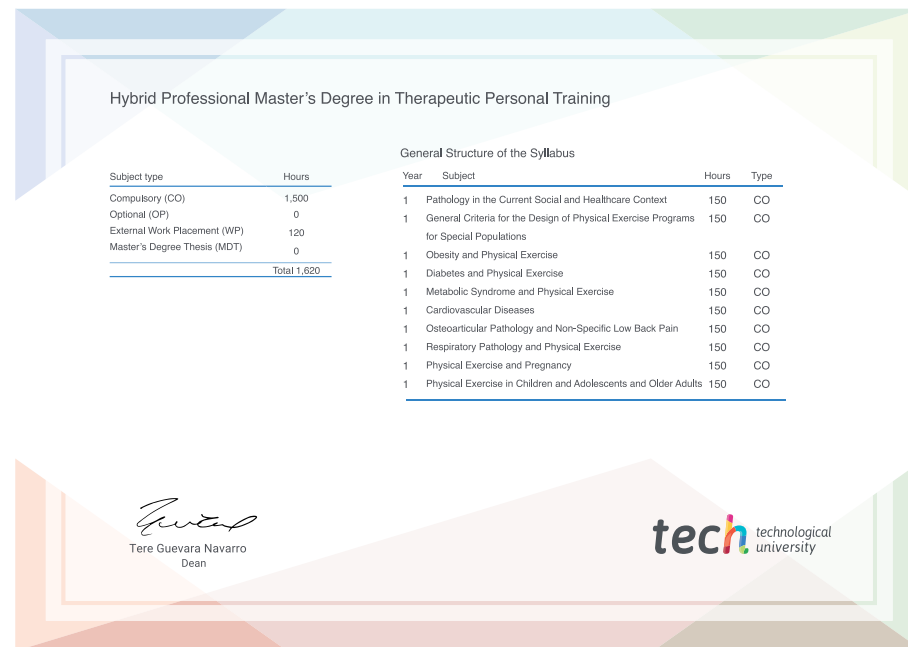 Hybrid Professional Master's Degree in Therapeutic Personal Training
Subject type Hours
Compulsory (CO) 1,500
Optional (OP) 0
External Work Placement (WP) 120
Master's Degree Thesis (MDT) 0
Total 1,620
General Structure of the Syllabus
Year Subject Hours Type
1 Pathology in the Current Social and Healthcare Context 150 CO
1 General Criteria for the Design of Physical Exercise Programs 150 CO
for Special Populations
1 Obesity and Physical Exercise 150 CO
1 Diabetes and Physical Exercise 150 CO
1 Metabolic Syndrome and Physical Exercise 150 CO
1 Cardiovascular Diseases 150 CO
1 Osteoarticular Pathology and Non-Specific Low Back Pain 150 CO
1 Respiratory Pathology and Physical Exercise 150 CO
1 Physical Exercise and Pregnancy 150 CO
1 Physical Exercise in Children and Adolescents and Older Adults 150 CO
Tere Guevara Navarro
Dean
tech technological
university